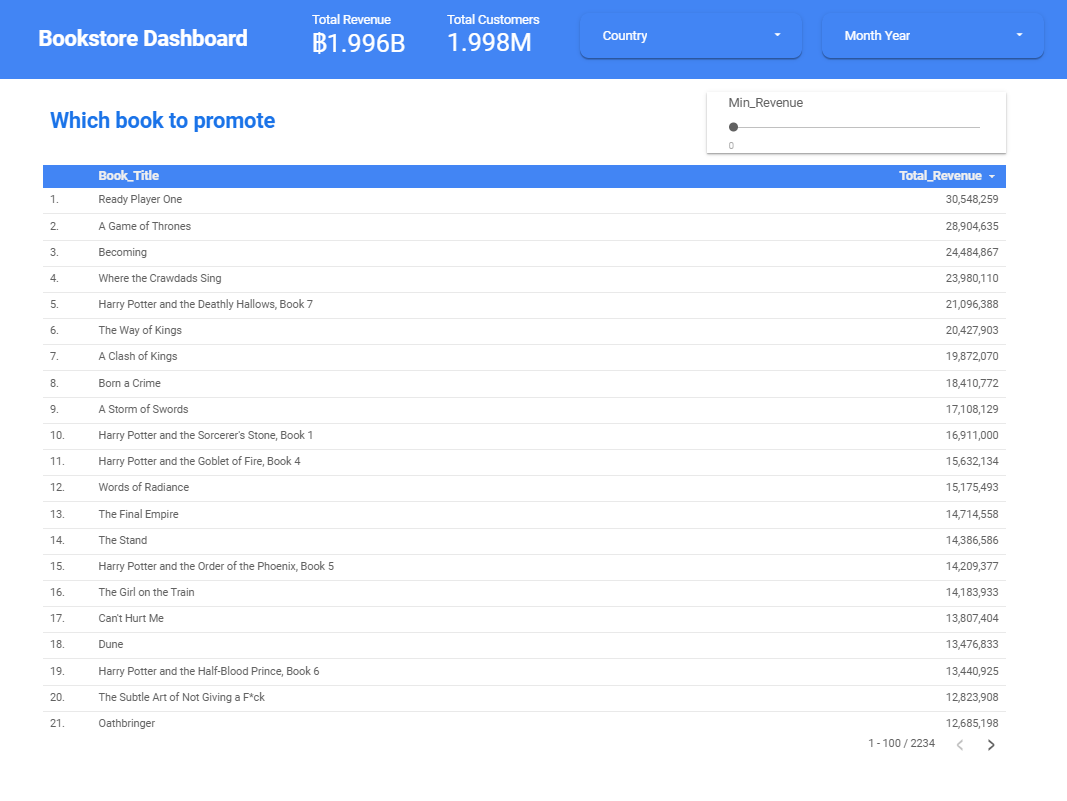 Bookstore Dashboard
Total Revenue
฿1.996B
Total Customers
1.998M
Country
Month Year
Which book to promote
Min_Revenue
0
Book_Title Total_Revenue
1. Ready Player One 30,548,259
2. A Game of Thrones 28,904,635
3. Becoming 24,484,867
4. Where the Crawdads Sing 23,980,110
5. Harry Potter and the Deathly Hallows, Book 7 21,096,388
6. The Way of Kings 20,427,903
7. A Clash of Kings 19,872,070
8. Born a Crime 18,410,772
9. A Storm of Swords 17,108,129
10. Harry Potter and the Sorcerer's Stone, Book 1 16,911,000
11. Harry Potter and the Goblet of Fire, Book 4 15,632,134
12. Words of Radiance 15,175,493
13. The Final Empire 14,714,558
14. The Stand 14,386,586
15. Harry Potter and the Order of the Phoenix, Book 5 14,209,377
16. The Girl on the Train 14,183,933
17. Can't Hurt Me 13,807,404
18. Dune 13,476,833
19. Harry Potter and the Half-Blood Prince, Book 6 13,440,925
20. The Subtle Art of Not Giving a F*ck 12,823,908
21. Oathbringer 12,685,198
1 - 100 / 2234